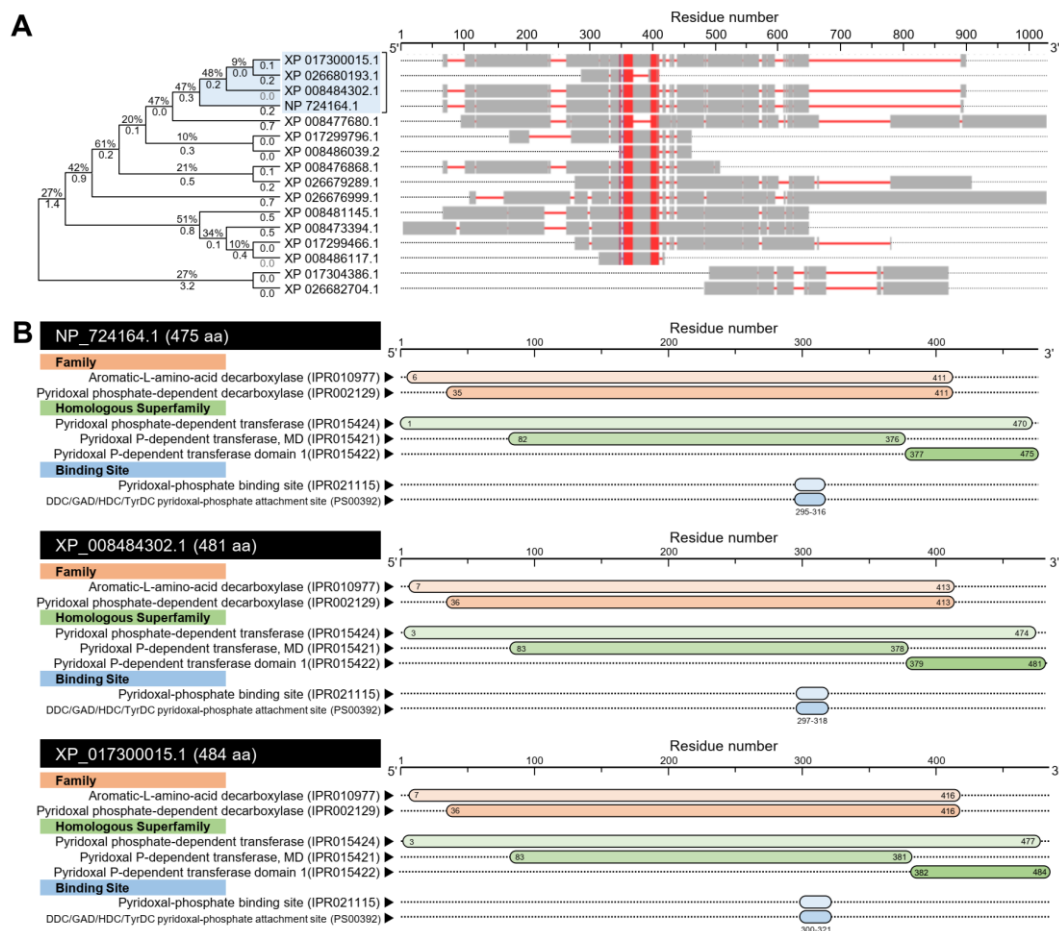 A
Residue number
1 100 200 300 400 500 600 700 800 900 1000
5' 3'
9% 0.1 XP 017300015.1
48% 0.0 XP 026680193.1
0.2 0.2
47% 0.0 XP 008484302.1
0.3 0.2 NP 724164.1
47% 0.0
0.7 XP 008477680.1
20% 0.1
10% 0.3 0.0 XP 017299796.1
61% 0.2
0.0 XP 008486039.2
0.1 XP 008476868.1
42% 0.9 21% 0.5
0.2 XP 026679289.1
27% 1.4
0.7 XP 026676999.1
51% 0.8 0.5 XP 008481145.1
34% 0.1 0.5 XP 008473394.1
10% 0.4 0.0 XP 017299466.1
0.0 XP 008486117.1
27% 3.2 0.0 XP 017304386.1
0.0 XP 026682704.1
B
NP_724164.1 (475 aa)
Residue number
1 100 200 300 400
5' 3'
Family
Aromatic-L-amino-acid decarboxylase (IPR010977) 6 411
Pyridoxal phosphate-dependent decarboxylase (IPR002129) 35 411
Homologous Superfamily
Pyridoxal phosphate-dependent transferase (IPR015424) 1 470
Pyridoxal P-dependent transferase, MD (IPR015421) 82 376
Pyridoxal P-dependent transferase domain 1(IPR015422) 377 475
Binding Site
Pyridoxal-phosphate binding site (IPR021115)
DDC/GAD/HDC/TyrDC pyridoxal-phosphate attachment site (PS00392)
295-316
XP_008484302.1 (481 aa)
Residue number
1 100 200 300 400
5' 3'
Family
Aromatic-L-amino-acid decarboxylase (IPR010977) 7 413
Pyridoxal phosphate-dependent decarboxylase (IPR002129) 36 413
Homologous Superfamily
Pyridoxal phosphate-dependent transferase (IPR015424) 3 474
Pyridoxal P-dependent transferase, MD (IPR015421) 83 378
Pyridoxal P-dependent transferase domain 1(IPR015422) 379 481
Binding Site
Pyridoxal-phosphate binding site (IPR021115)
DDC/GAD/HDC/TyrDC pyridoxal-phosphate attachment site (PS00392)
297-318
XP_017300015.1 (484 aa)
Residue number
1 100 200 300 400
5' 3'
Family
Aromatic-L-amino-acid decarboxylase (IPR010977) 7 416
Pyridoxal phosphate-dependent decarboxylase (IPR002129) 36 416
Homologous Superfamily
Pyridoxal phosphate-dependent transferase (IPR015424) 3 477
Pyridoxal P-dependent transferase, MD (IPR015421) 83 381
Pyridoxal P-dependent transferase domain 1(IPR015422) 382 484
Binding Site
Pyridoxal-phosphate binding site (IPR021115)
DDC/GAD/HDC/TyrDC pyridoxal-phosphate attachment site (PS00392)
300-321